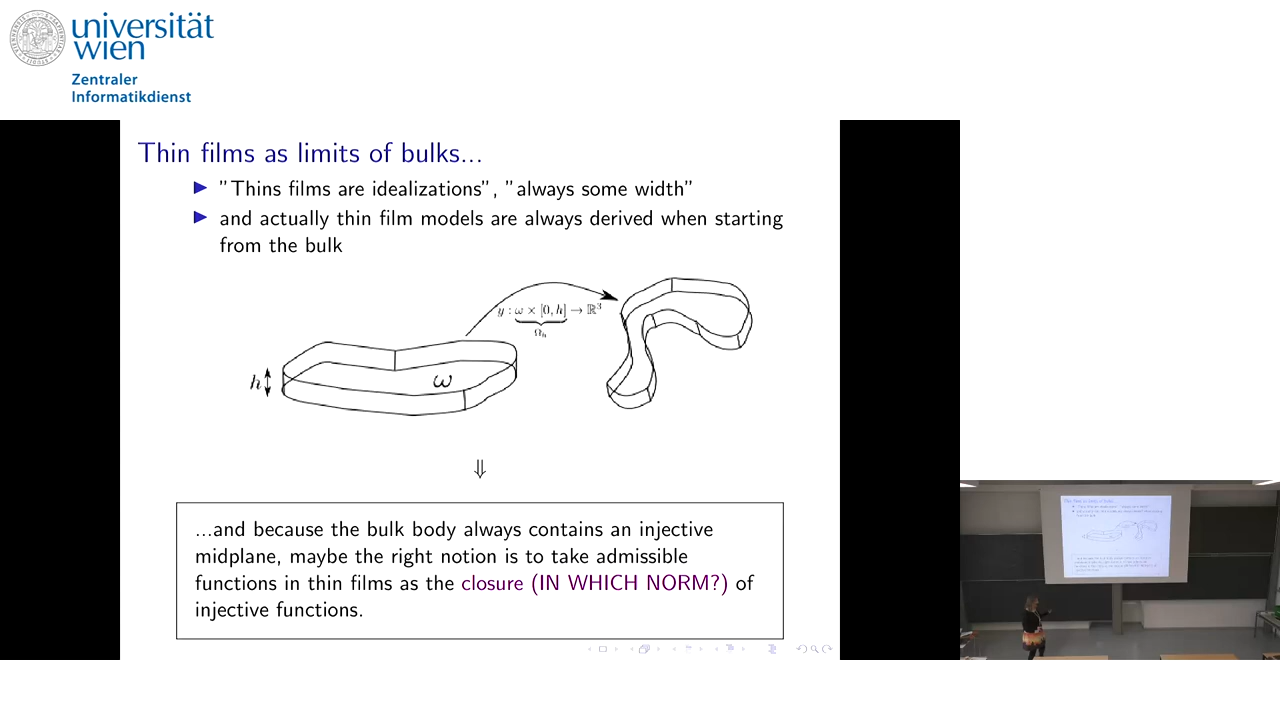 universität
wien
Zentraler
Informatikdienst
Thin films as limits of bulks...
"Thins films are idealizations", "always some width"
and actually thin film models are always derived when starting
from the bulk
y : ω × [0, h] → ℝ³
Ωₕ
h
ω
⇓
...and because the bulk body always contains an injective
midplane, maybe the right notion is to take admissible
functions in thin films as the closure (IN WHICH NORM?) of
injective functions.